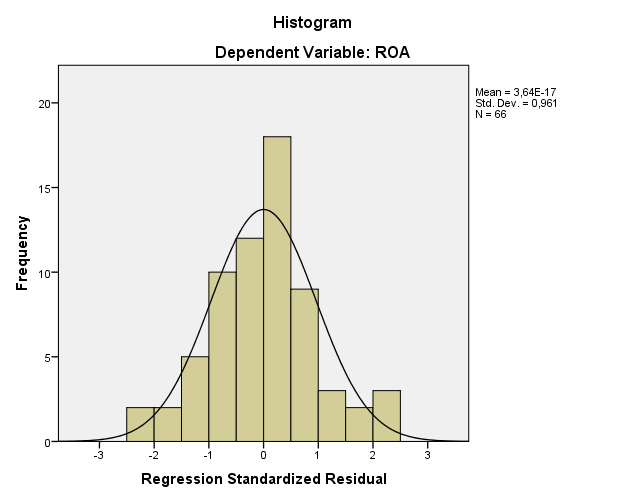 Histogram
Dependent Variable: ROA
Mean = 3,64E-17
Std. Dev. = 0,961
N = 66
Frequency
20
15
10
5
0
-3 -2 -1 0 1 2 3
Regression Standardized Residual